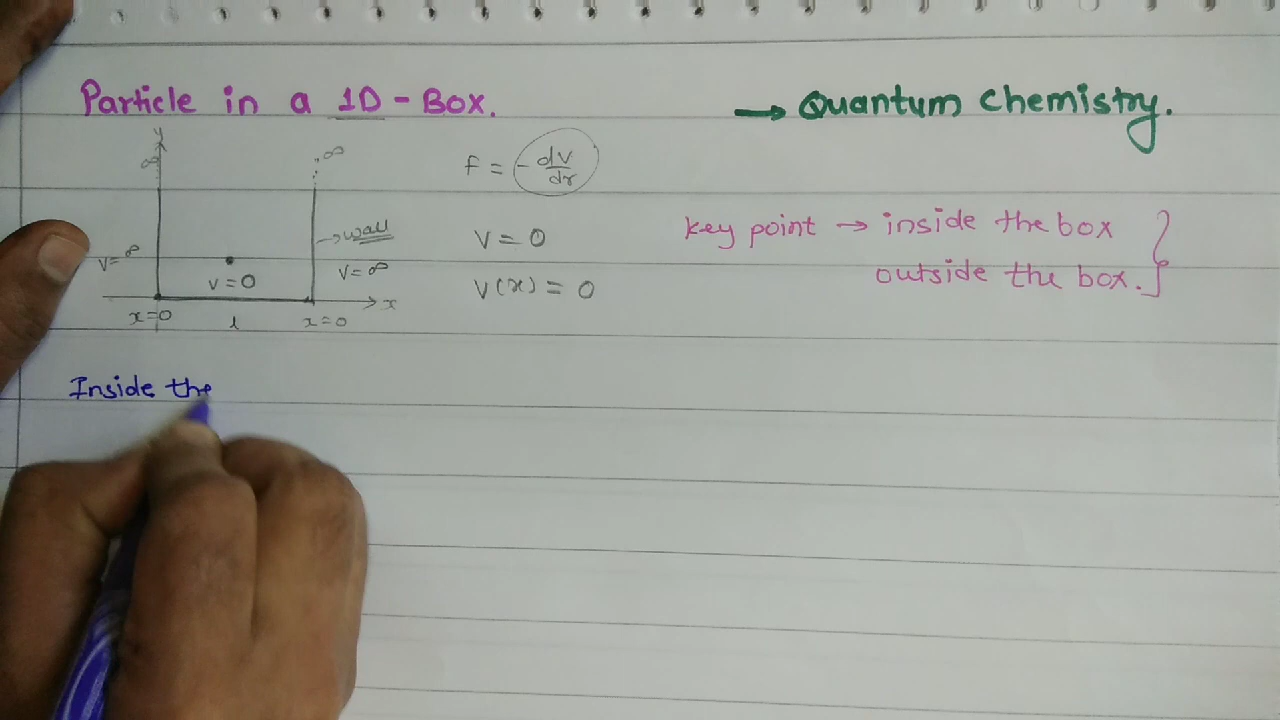 Particle in a 1D - Box.
→ Quantum chemistry.
y
∞
∞
f = - dv/dr
→ wall
key point → inside the box
V = 0
V=∞
V=∞
outside the box.
v=0
V(x) = 0
x
x=0
l
x=0
Inside the